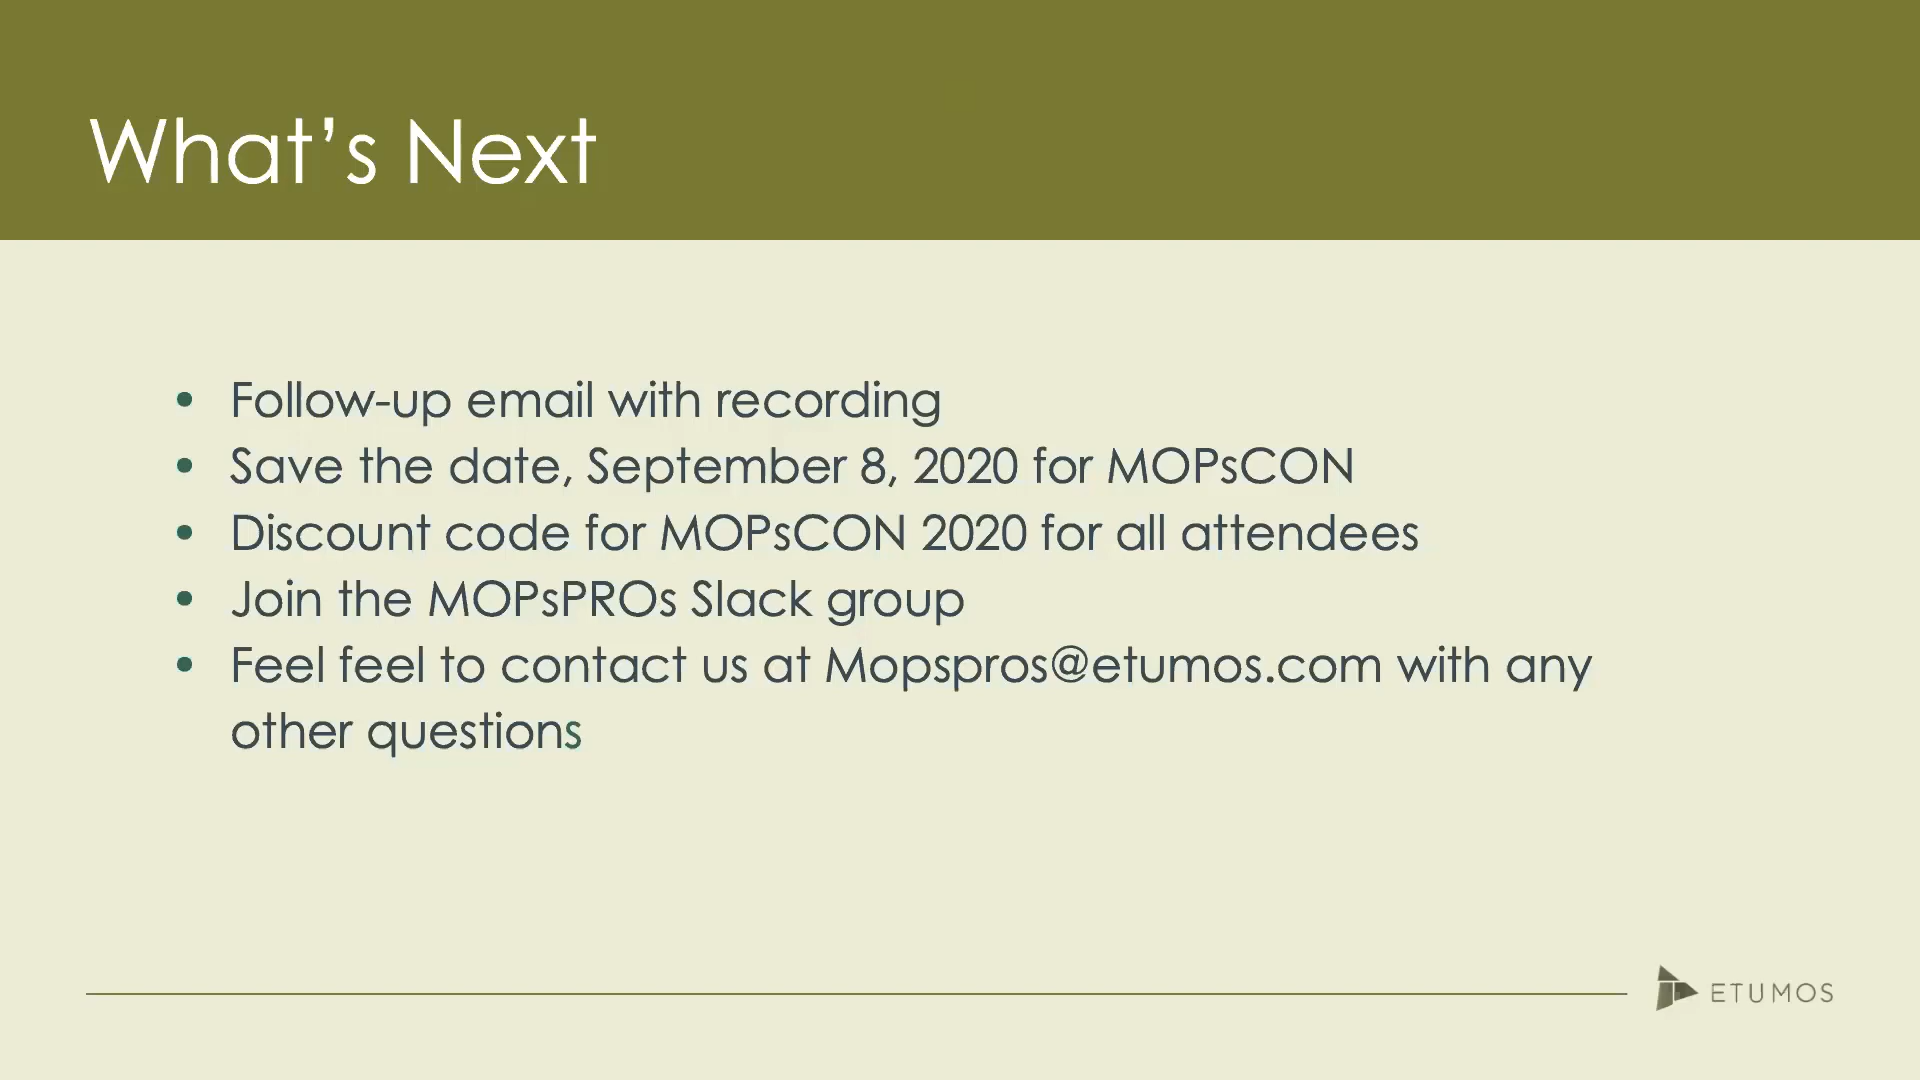 What’s Next
• Follow-up email with recording
• Save the date, September 8, 2020 for MOPsCON
• Discount code for MOPsCON 2020 for all attendees
• Join the MOPsPROs Slack group
• Feel feel to contact us at Mopspros@etumos.com with any
other questions
ETUMOS